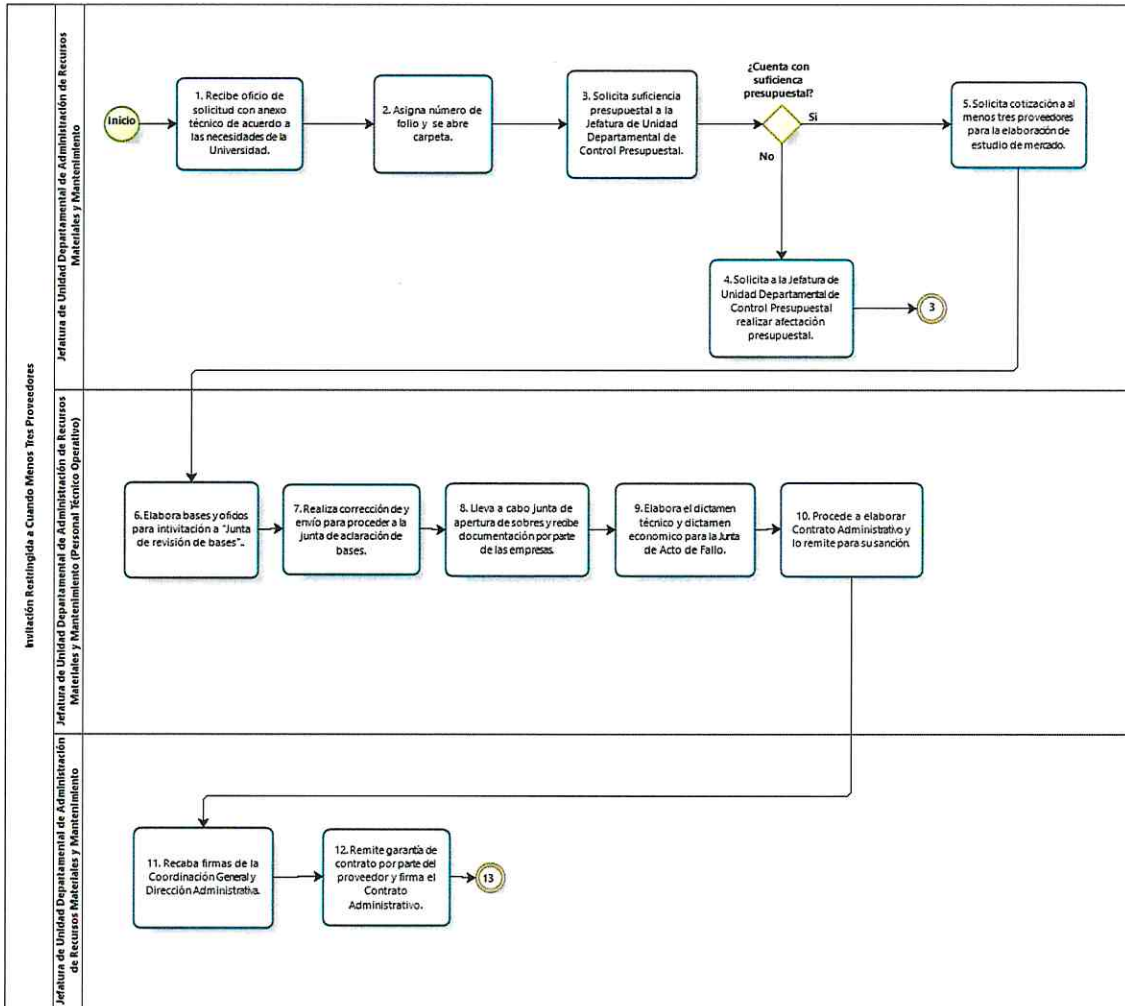 Invitación Restringida a Cuando Menos Tres Proveedores
Jefatura de Unidad Departamental de Administración de Recursos
Materiales y Mantenimiento
Inicio
1. Recibe oficio de
solicitud con anexo
técnico de acuerdo a
las necesidades de la
Universidad.
2. Asigna número de
folio y se abre
carpeta.
3. Solicita suficiencia
presupuestal a la
Jefatura de Unidad
Departamental de
Control Presupuestal.
¿Cuenta con
suficienca
presupuestal?
Si
No
5. Solicita cotización a al
menos tres proveedores
para la elaboración de
estudio de mercado.
4. Solicita a la Jefatura de
Unidad Departamental de
Control Presupuestal
realizar afectación
presupuestal.
3
Jefatura de Unidad Departamental de Administración de Recursos
Materiales y Mantenimiento (Personal Técnico Operativo)
6. Elabora bases y oficios
para intivitación a "Junta
de revisión de bases"..
7. Realiza corrección de y
envío para proceder a la
junta de aclaración de
bases.
8. Lleva a cabo Junta de
apertura de sobres y recibe
documentación por parte
de las empresas.
9. Elabora el dictamen
técnico y dictamen
economico para la Junta
de Acto de Fallo.
10. Procede a elaborar
Contrato Administrativo y
lo remite para su sanción.
Jefatura de Unidad Departamental de Administración
de Recursos Materiales y Mantenimiento
11. Recaba firmas de la
Coordinación General y
Dirección Administrativa.
12. Remite garantía de
contrato por parte del
proveedor y firma el
Contrato
Administrativo.
13